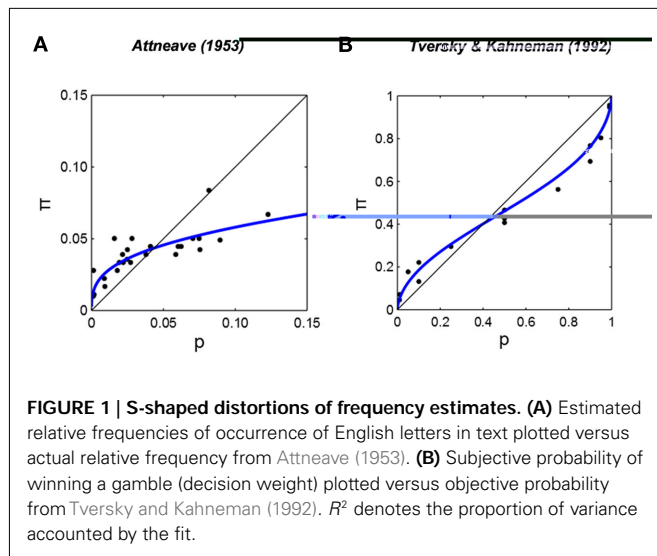 A Attneave (1953) B Tversky & Kahneman (1992)
0.15
0.10
0.05
0
π
0 0.05 0.10 0.15
p
1
0.8
0.6
0.4
0.2
0
π
0 0.2 0.4 0.6 0.8 1
p
FIGURE 1 | S-shaped distortions of frequency estimates. (A) Estimated
relative frequencies of occurrence of English letters in text plotted versus
actual relative frequency from Attneave (1953). (B) Subjective probability of
winning a gamble (decision weight) plotted versus objective probability
from Tversky and Kahneman (1992). R² denotes the proportion of variance
accounted by the fit.